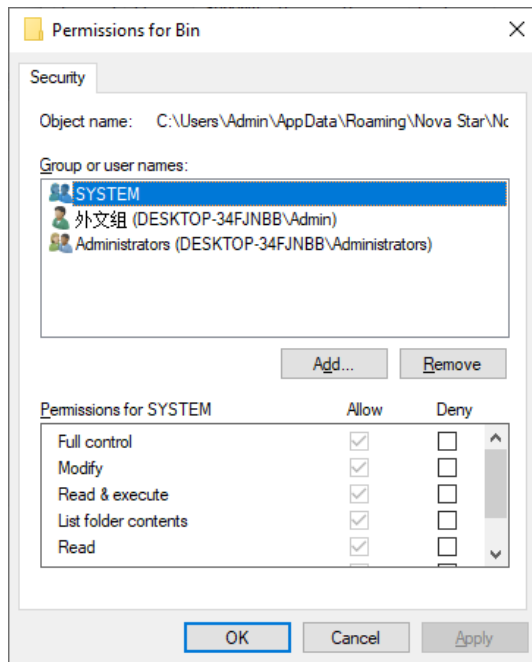 Permissions for Bin
Security
Object name: C:\Users\Admin\AppData\Roaming\Nova Star\Nc
Group or user names:
SYSTEM
外文组 (DESKTOP-34FJNBB\Admin)
Administrators (DESKTOP-34FJNBB\Administrators)
Add... Remove
Permissions for SYSTEM Allow Deny
Full control
Modify
Read & execute
List folder contents
Read
OK Cancel Apply